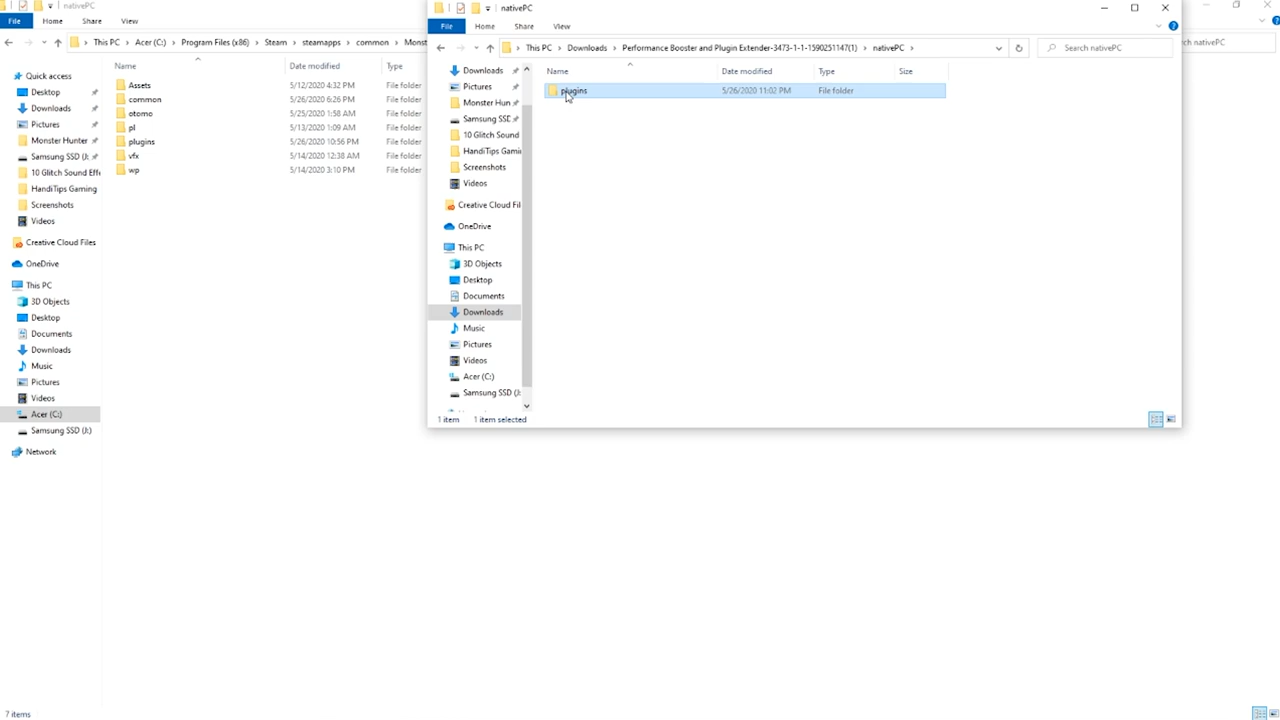 nativePC
File Home Share View
This PC › Acer (C:) › Program Files (x86) › Steam › steamapps › common › Monst
Name Date modified Type
Quick access
Desktop
Downloads
Pictures
Monster Hunter
Samsung SSD (J:
10 Glitch Sound Effe
HandiTips Gaming
Screenshots
Videos
Creative Cloud Files
OneDrive
This PC
3D Objects
Desktop
Documents
Downloads
Music
Pictures
Videos
Acer (C:)
Samsung SSD (J:)
Network
Assets 5/12/2020 4:32 PM File folder
common 5/26/2020 6:26 PM File folder
otomo 5/25/2020 1:58 AM File folder
pl 5/13/2020 1:09 AM File folder
plugins 5/26/2020 10:56 PM File folder
vfx 5/14/2020 12:38 AM File folder
wp 5/14/2020 3:10 PM File folder
7 items
nativePC
File Home Share View
This PC › Downloads › Performance Booster and Plugin Extender-3473-1-1-1590251147(1) › nativePC ›
Search nativePC
ch nativePC
Name Date modified Type Size
plugins 5/26/2020 11:02 PM File folder
Downloads
Pictures
Monster Hun
Samsung SSD
10 Glitch Sound
HandiTips Gami
Screenshots
Videos
Creative Cloud Fil
OneDrive
This PC
3D Objects
Desktop
Documents
Downloads
Music
Pictures
Videos
Acer (C:)
Samsung SSD (J:
1 item 1 item selected